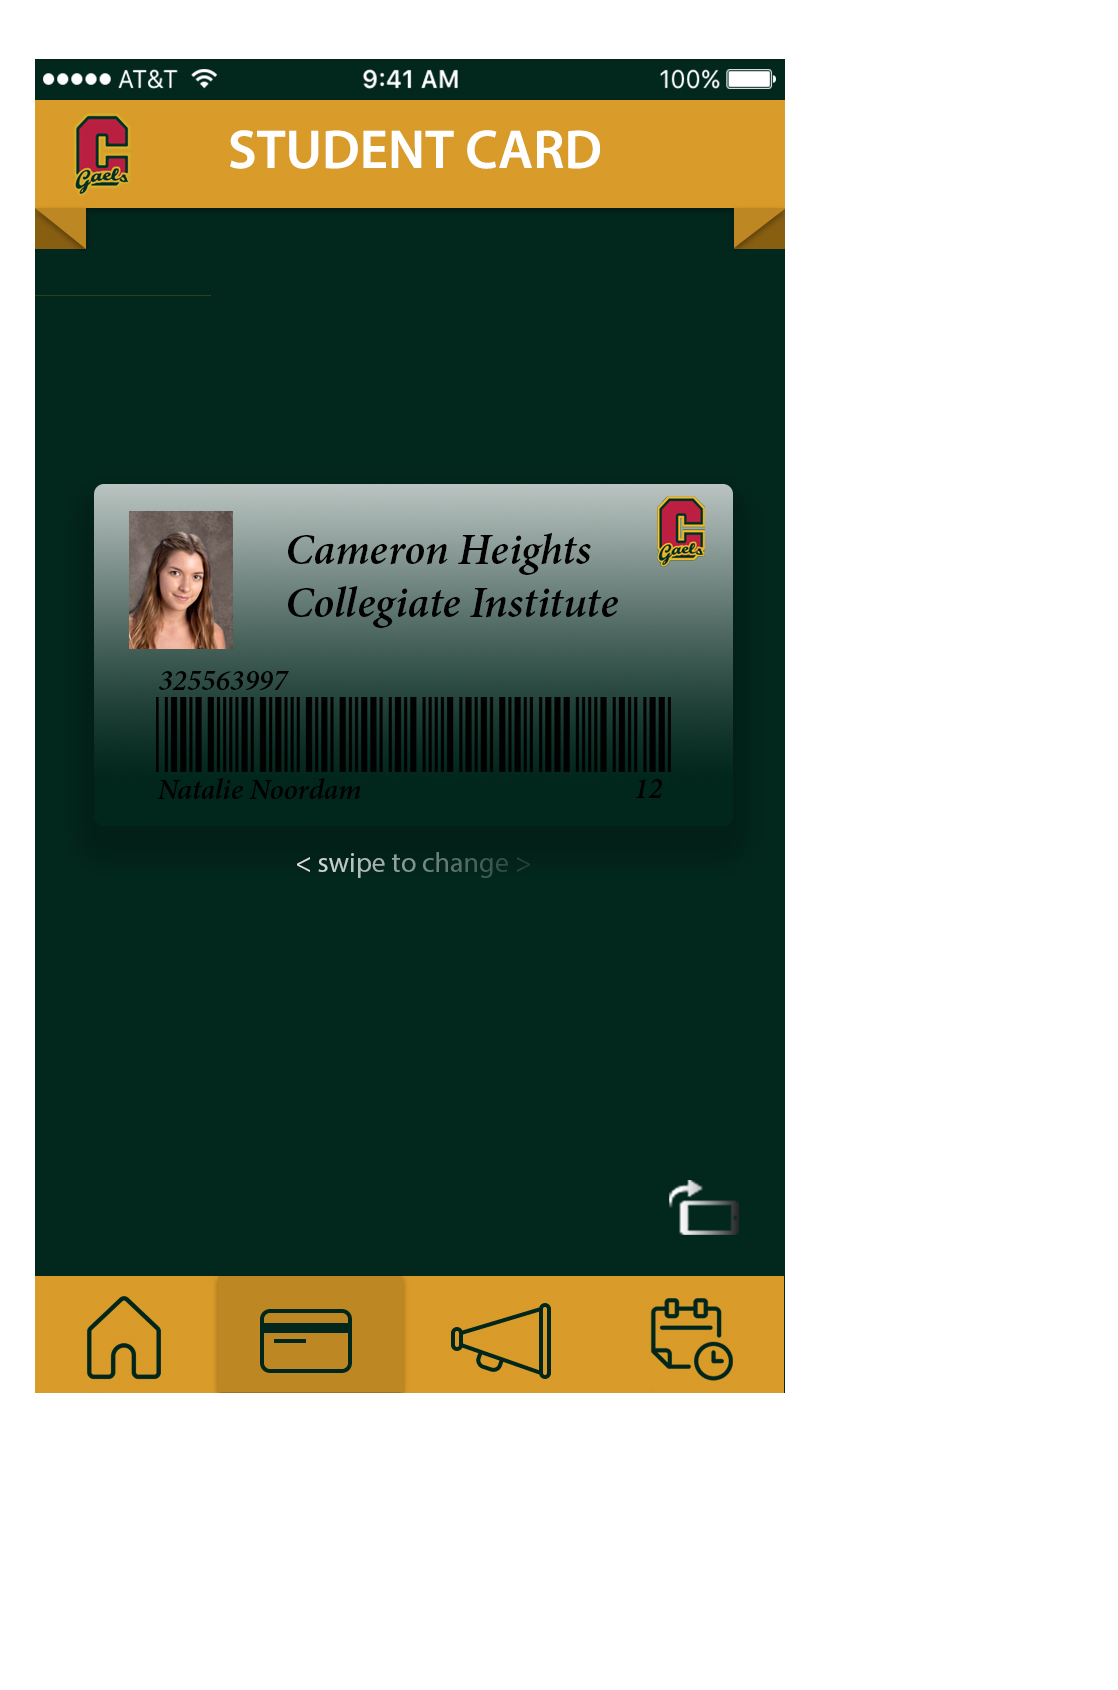 AT&T 9:41 AM 100%
C
Gaels
STUDENT CARD
C
Gaels
Cameron Heights
Collegiate Institute
325563997
Natalie Noordam 12
< swipe to change >